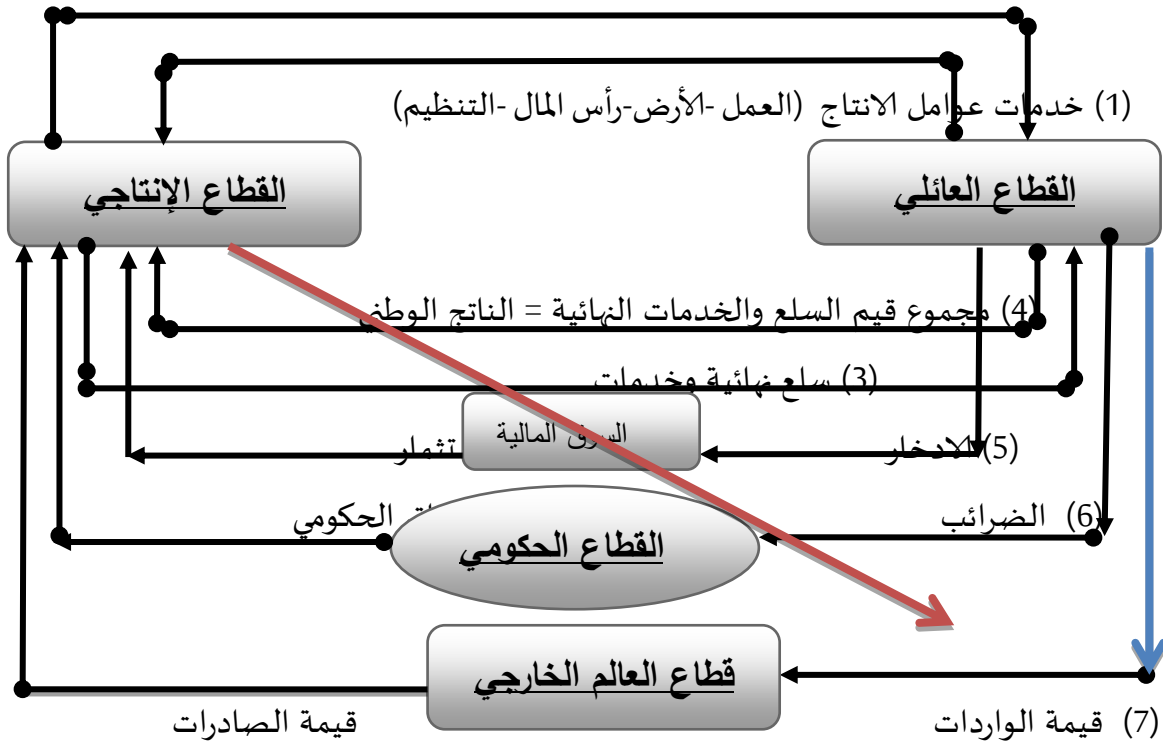 (1) خدمات عوامل الانتاج (العمل -الأرض-رأس المال -التنظيم)
القطاع العائلي
القطاع الإنتاجي
(4) مجموع قيم السلع والخدمات النهائية = الناتج الوطني
(3) سلع نهائية وخدمات
السوق المالية
(5) الادخار
(6) الضرائب
الحكومي
القطاع الحكومي
قطاع العالم الخارجي
(7) قيمة الواردات
قيمة الصادرات